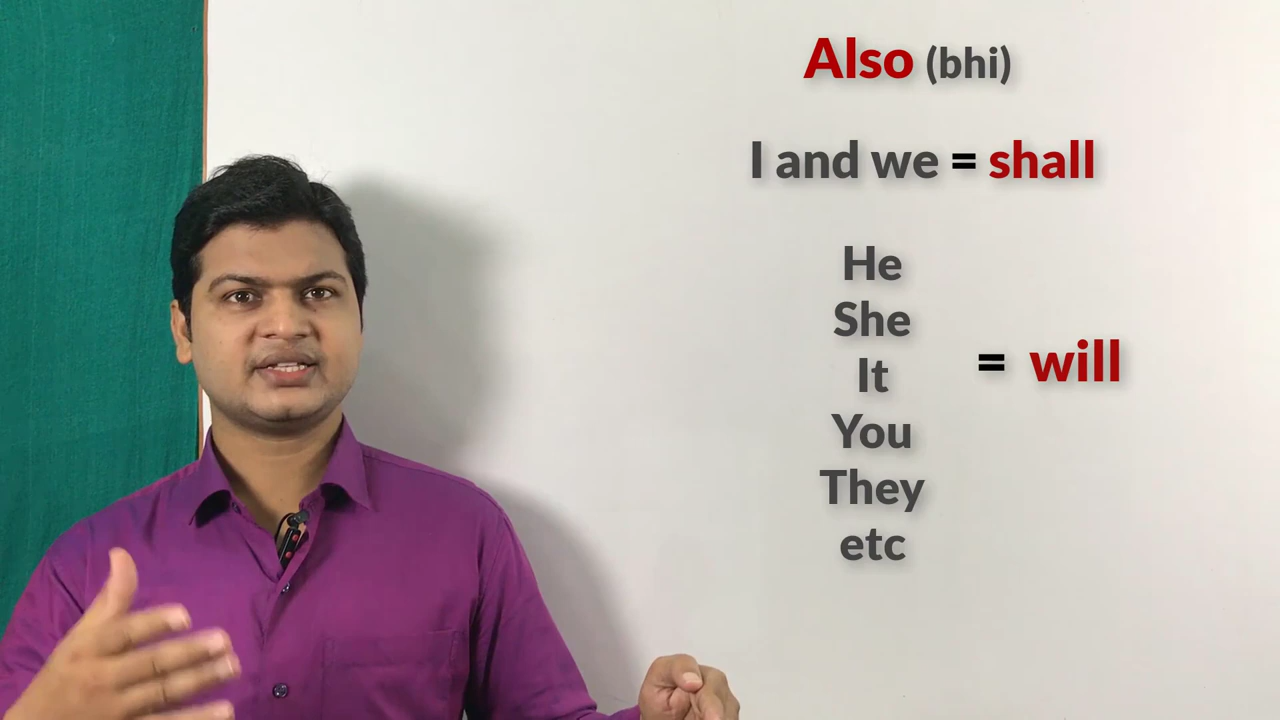 Also (bhi)
I and we = shall
He
She
It
You
They
etc
= will